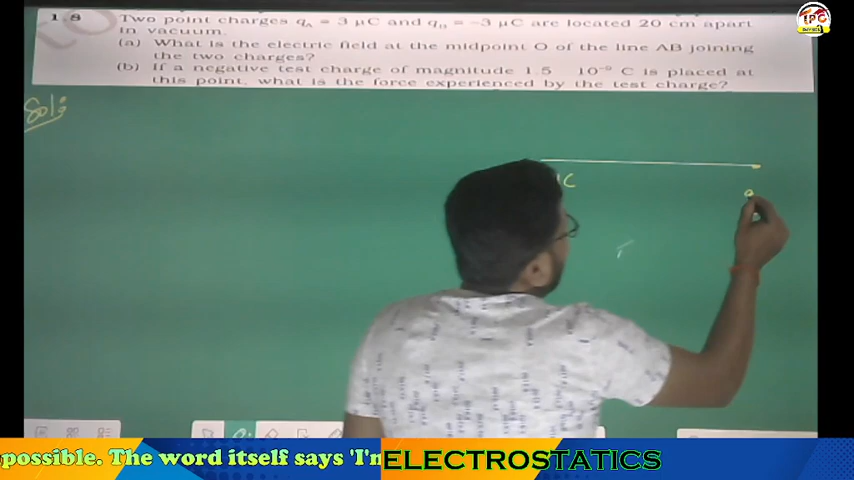 1.8 Two point charges qA = 3 μC and qB = −3 μC are located 20 cm apart
in vacuum.
(a) What is the electric field at the midpoint O of the line AB joining
the two charges?
(b) If a negative test charge of magnitude 1.5 10⁻⁹ C is placed at
this point, what is the force experienced by the test charge?
Sol:
μC
possible. The word itself says 'I'm
ELECTROSTATICS